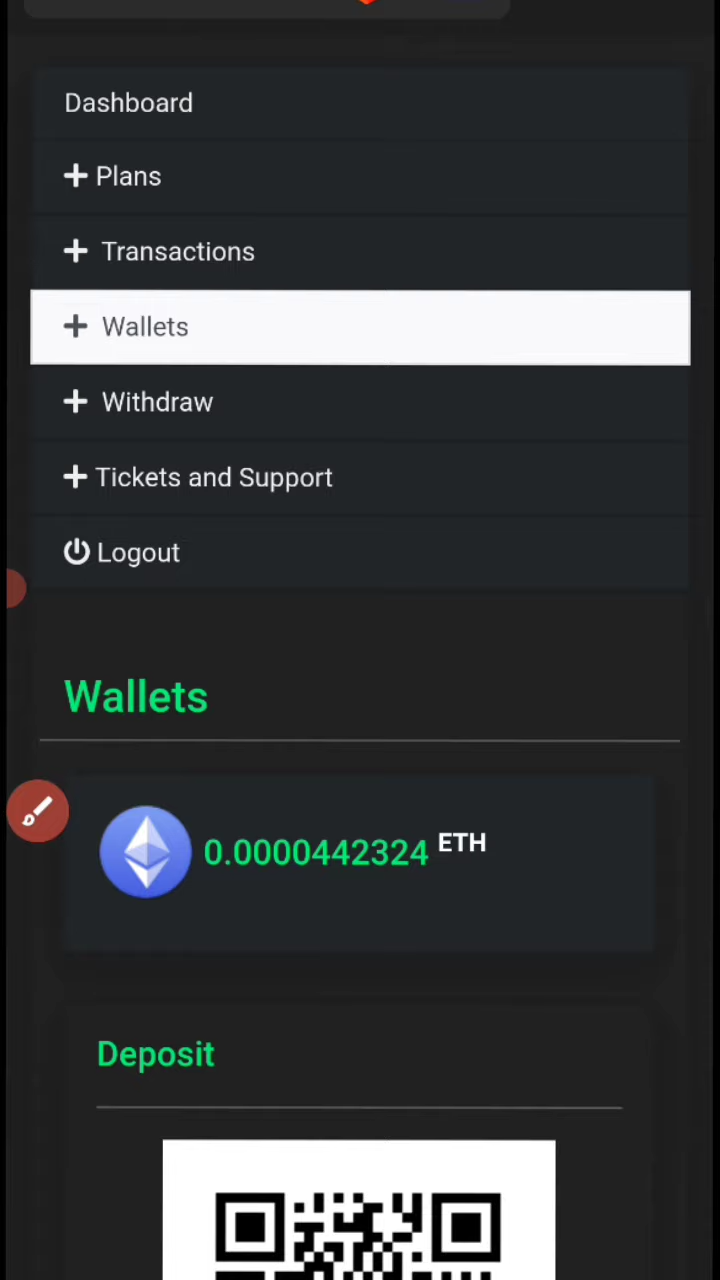 Dashboard
Plans
Transactions
Wallets
Withdraw
Tickets and Support
Logout
Wallets
0.0000442324 ETH
Deposit